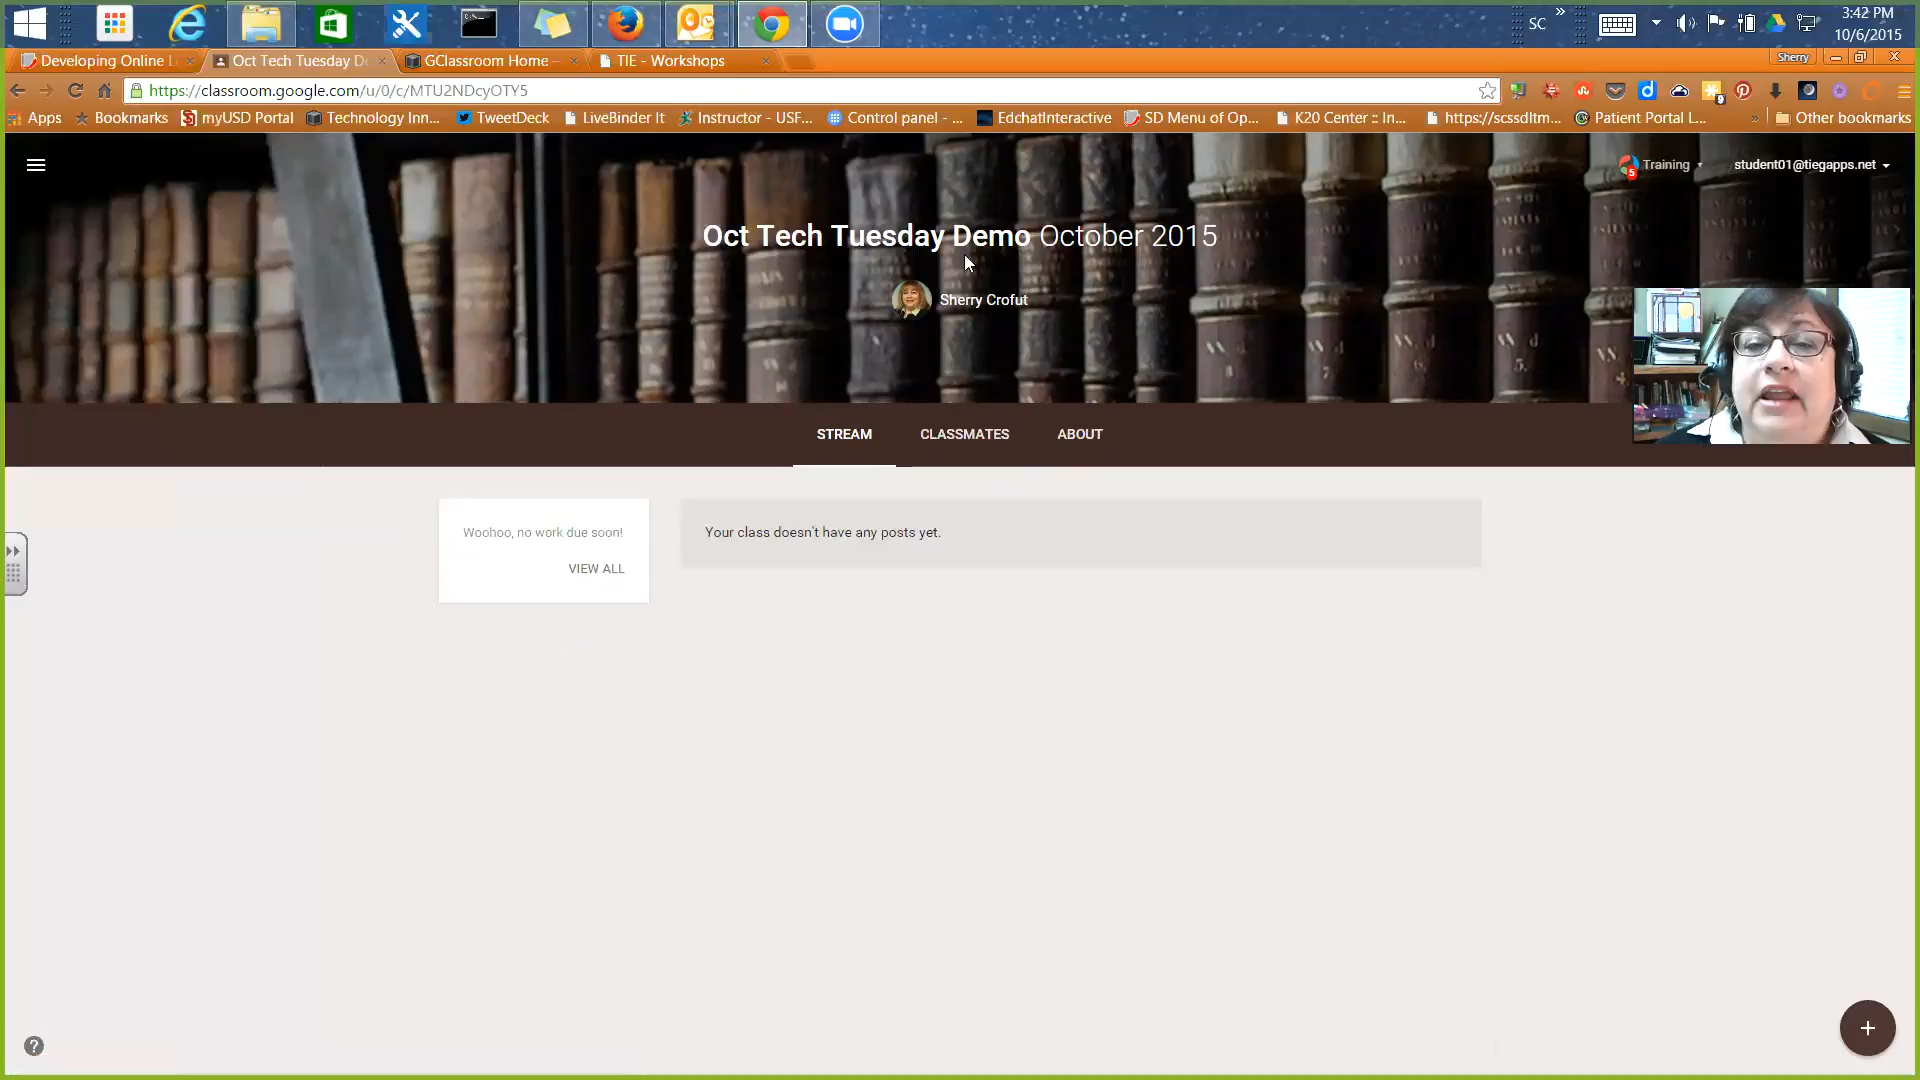 SC
»
3:42 PM
10/6/2015
Developing Online L
Oct Tech Tuesday D
GClassroom Home -
TIE - Workshops
Sherry
https://classroom.google.com/u/0/c/MTU2NDcyOTY5
9
Apps
Bookmarks
myUSD Portal
Technology Inn...
TweetDeck
LiveBinder It
Instructor - USF...
Control panel - ...
EdchatInteractive
SD Menu of Op...
K20 Center :: In...
https://scssdltm...
Patient Portal L...
»
Other bookmarks
5
Training
student01@tiegapps.net
Oct Tech Tuesday Demo October 2015
Sherry Crofut
STREAM
CLASSMATES
ABOUT
Woohoo, no work due soon!
VIEW ALL
Your class doesn't have any posts yet.
?
+